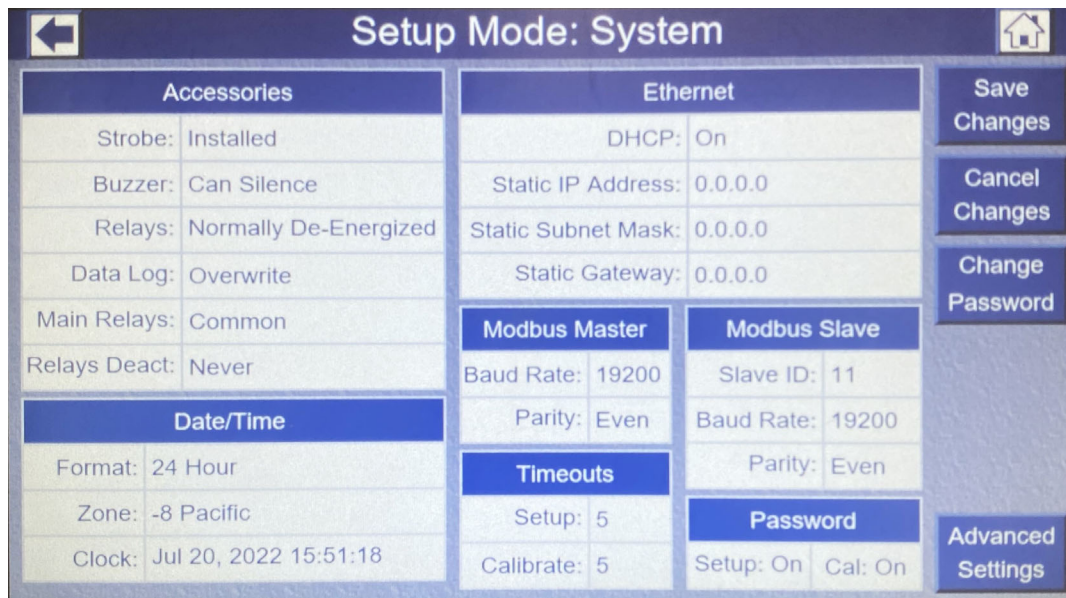 Setup Mode: System
Accessories
Strobe: Installed
Buzzer: Can Silence
Relays: Normally De-Energized
Data Log: Overwrite
Main Relays: Common
Relays Deact: Never
Date/Time
Format: 24 Hour
Zone: -8 Pacific
Clock: Jul 20, 2022 15:51:18
Ethernet
DHCP: On
Static IP Address: 0.0.0.0
Static Subnet Mask: 0.0.0.0
Static Gateway: 0.0.0.0
Modbus Master
Baud Rate: 19200
Parity: Even
Timeouts
Setup: 5
Calibrate: 5
Modbus Slave
Slave ID: 11
Baud Rate: 19200
Parity: Even
Password
Setup: On Cal: On
Save
Changes
Cancel
Changes
Change
Password
Advanced
Settings